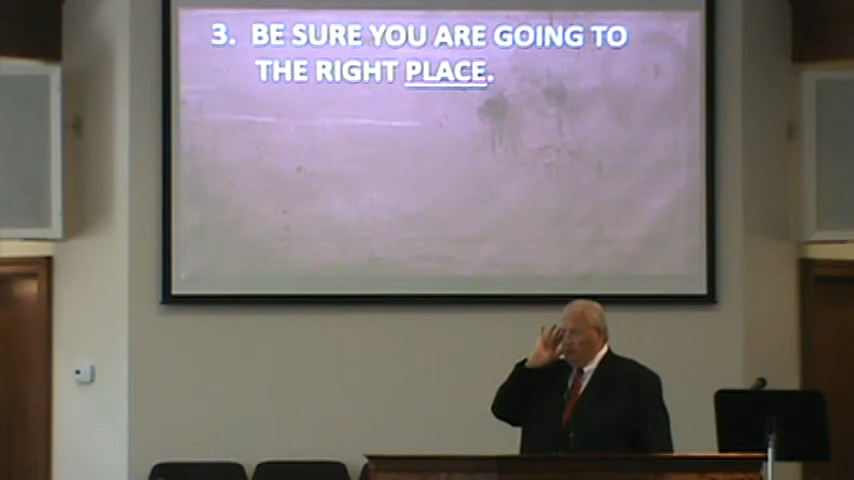 3. BE SURE YOU ARE GOING TO
THE RIGHT PLACE.